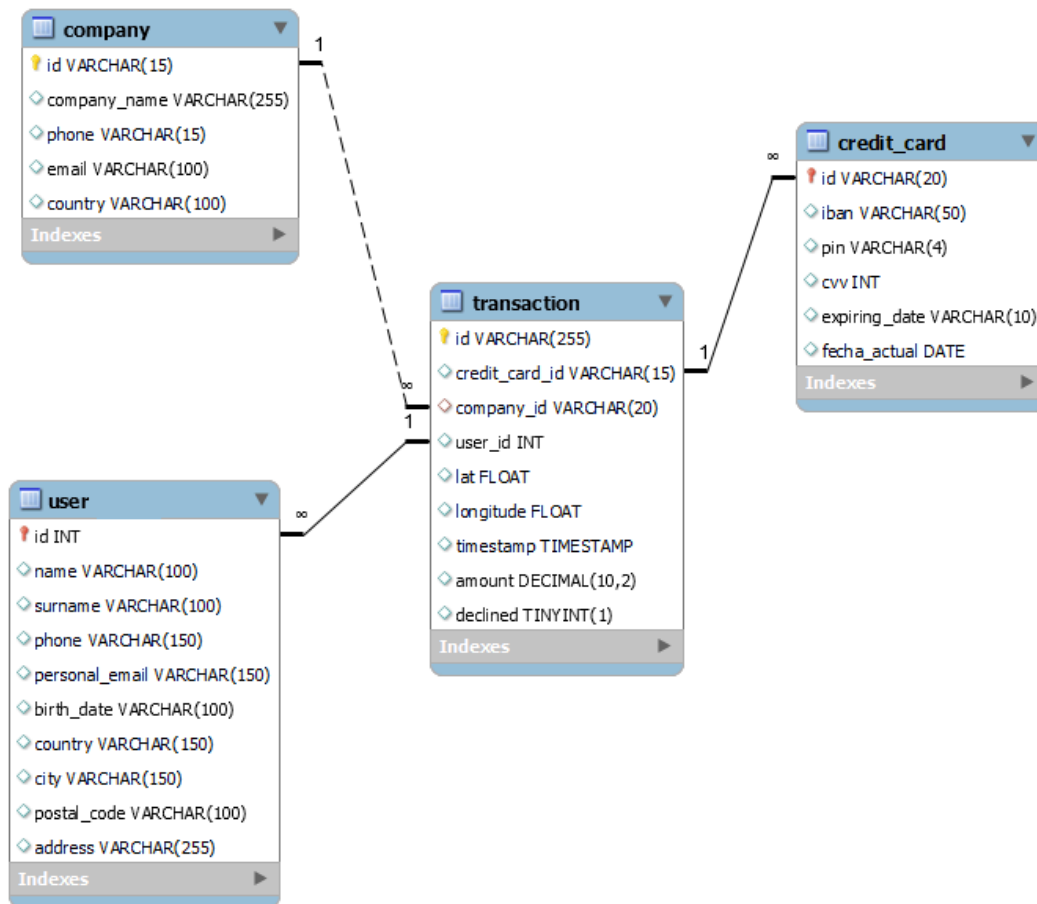 company
id VARCHAR(15)
company_name VARCHAR(255)
phone VARCHAR(15)
email VARCHAR(100)
country VARCHAR(100)
Indexes
1
∞
credit_card
id VARCHAR(20)
iban VARCHAR(50)
pin VARCHAR(4)
cvv INT
expiring_date VARCHAR(10)
fecha_actual DATE
Indexes
∞
1
transaction
id VARCHAR(255)
credit_card_id VARCHAR(15)
company_id VARCHAR(20)
user_id INT
lat FLOAT
longitude FLOAT
timestamp TIMESTAMP
amount DECIMAL(10,2)
declined TINYINT(1)
Indexes
1
∞
user
id INT
name VARCHAR(100)
surname VARCHAR(100)
phone VARCHAR(150)
personal_email VARCHAR(150)
birth_date VARCHAR(100)
country VARCHAR(150)
city VARCHAR(150)
postal_code VARCHAR(100)
address VARCHAR(255)
Indexes